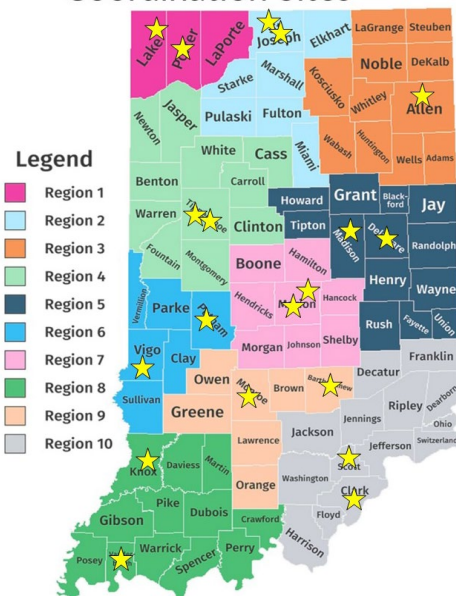 Coordination Sites
Lake
LaPorte
Joseph
Elkhart
LaGrange
Steuben
Noble
DeKalb
Starke
Marshall
Kosciusko
Whitley
Allen
Newton
Jasper
Pulaski
Fulton
Miami
Wabash
Huntington
Wells
Adams
White
Cass
Legend
Region 1
Region 2
Region 3
Region 4
Region 5
Region 6
Region 7
Region 8
Region 9
Region 10
Benton
Carroll
Howard
Grant
Black-
ford
Jay
Warren
Clinton
Tipton
Madison
Randolph
Fountain
Montgomery
Boone
Hamilton
Henry
Wayne
Vermillion
Parke
Hendricks
Hancock
Rush
Fayette
Union
Vigo
Clay
Morgan
Johnson
Shelby
Franklin
Sullivan
Owen
Greene
Brown
Decatur
Ripley
Dearborn
Ohio
Switzerland
Jennings
Jefferson
Jackson
Lawrence
Scott
Washington
Clark
Floyd
Harrison
Knox
Daviess
Martin
Orange
Crawford
Gibson
Pike
Dubois
Posey
Warrick
Spencer
Perry